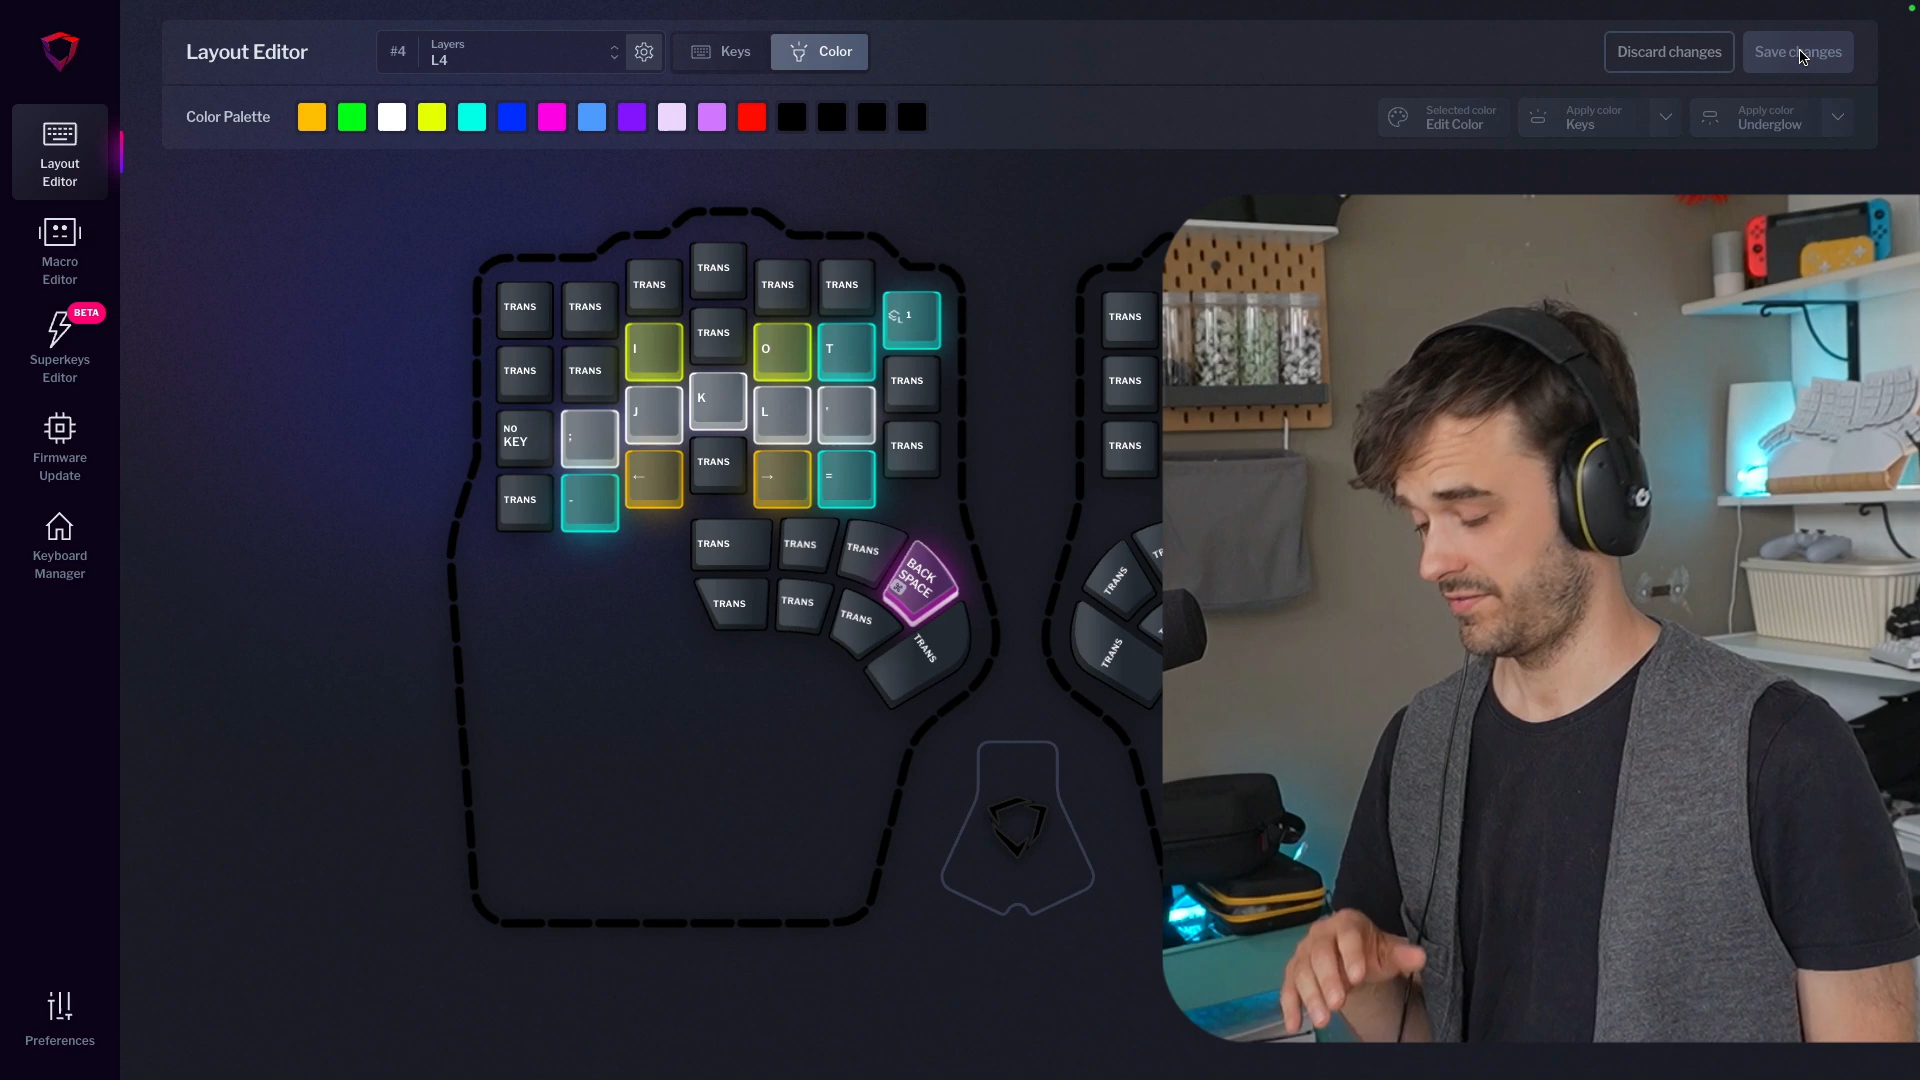 Layout Editor
#4
Layers
L4
Keys
Color
Discard changes
Save changes
Color Palette
Selected color
Edit Color
Apply color
Keys
Apply color
Underglow
Layout
Editor
Macro
Editor
BETA
Superkeys
Editor
Firmware
Update
Keyboard
Manager
Preferences
TRANS
TRANS
TRANS
TRANS
TRANS
TRANS
L 1
TRANS
TRANS
TRANS
I
TRANS
O
T
TRANS
TRANS
NO
KEY
;
J
K
L
'
TRANS
TRANS
TRANS
-
←
TRANS
→
=
TRANS
TRANS
TRANS
BACK
SPACE
TRANS
TRANS
TRANS
TRANS
TRANS
TRANS